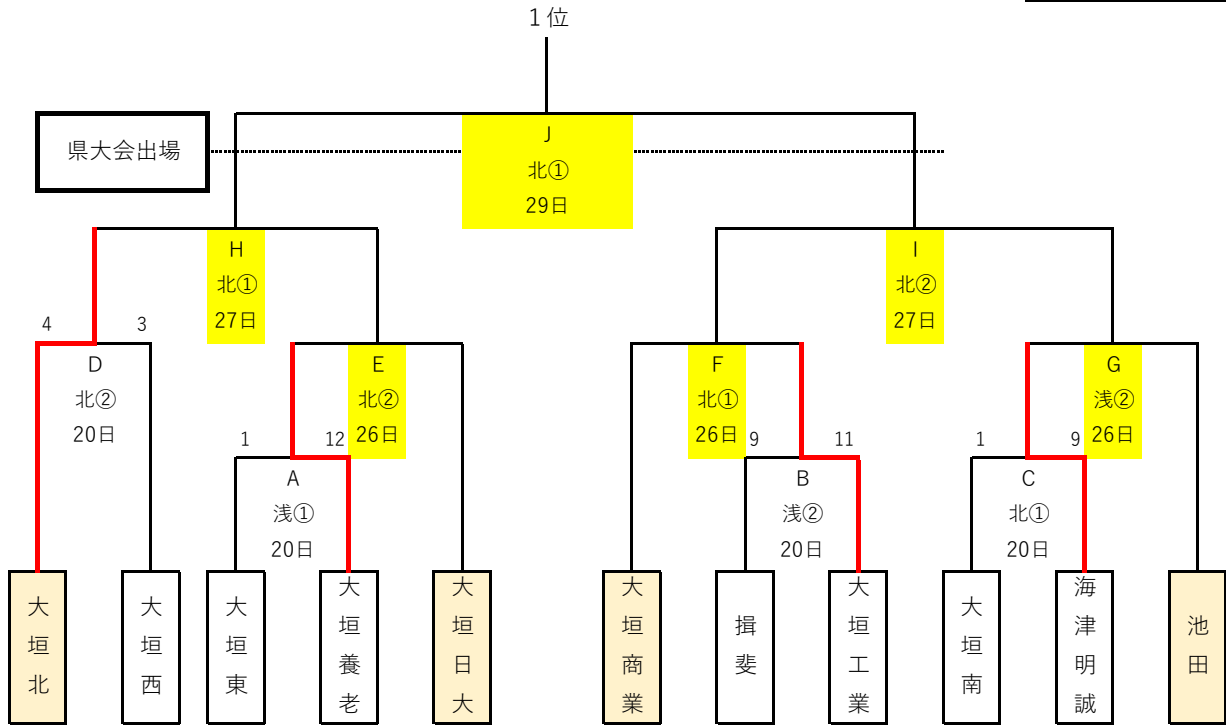 1位
県大会出場
J
北①
29日
H
北①
27日
I
北②
27日
4
3
D
北②
20日
E
北②
26日
F
北①
26日
G
浅②
26日
1
12
A
浅①
20日
9
11
B
浅②
20日
1
9
C
北①
20日
大垣北
大垣西
大垣東
大垣養老
大垣日大
大垣商業
揖斐
大垣工業
大垣南
海津明誠
池田